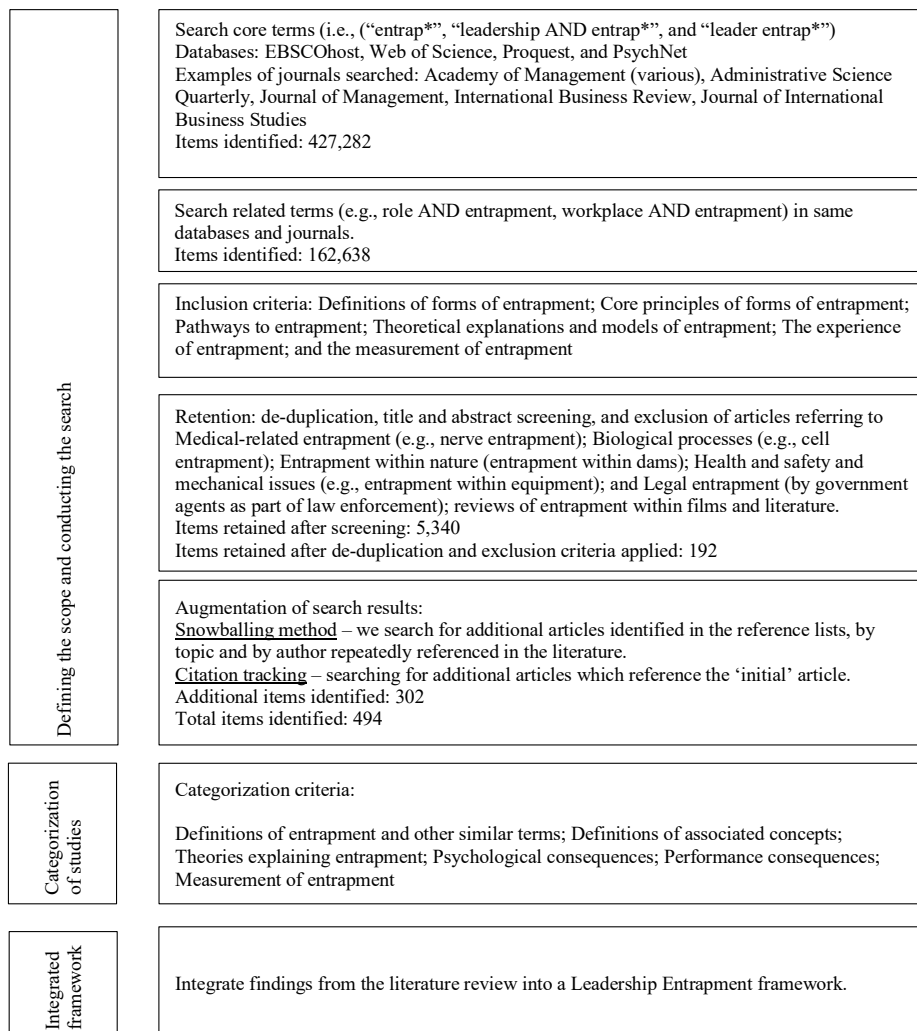 Defining the scope and conducting the search
Search core terms (i.e., (“entrap*”, “leadership AND entrap*”, and “leader entrap*”)
Databases: EBSCOhost, Web of Science, Proquest, and PsychNet
Examples of journals searched: Academy of Management (various), Administrative Science
Quarterly, Journal of Management, International Business Review, Journal of International
Business Studies
Items identified: 427,282
Search related terms (e.g., role AND entrapment, workplace AND entrapment) in same
databases and journals.
Items identified: 162,638
Inclusion criteria: Definitions of forms of entrapment; Core principles of forms of entrapment;
Pathways to entrapment; Theoretical explanations and models of entrapment; The experience
of entrapment; and the measurement of entrapment
Retention: de-duplication, title and abstract screening, and exclusion of articles referring to
Medical-related entrapment (e.g., nerve entrapment); Biological processes (e.g., cell
entrapment); Entrapment within nature (entrapment within dams); Health and safety and
mechanical issues (e.g., entrapment within equipment); and Legal entrapment (by government
agents as part of law enforcement); reviews of entrapment within films and literature.
Items retained after screening: 5,340
Items retained after de-duplication and exclusion criteria applied: 192
Augmentation of search results:
Snowballing method – we search for additional articles identified in the reference lists, by
topic and by author repeatedly referenced in the literature.
Citation tracking – searching for additional articles which reference the ‘initial’ article.
Additional items identified: 302
Total items identified: 494
Categorization
of studies
Categorization criteria:
Definitions of entrapment and other similar terms; Definitions of associated concepts;
Theories explaining entrapment; Psychological consequences; Performance consequences;
Measurement of entrapment
Integrated
framework
Integrate findings from the literature review into a Leadership Entrapment framework.